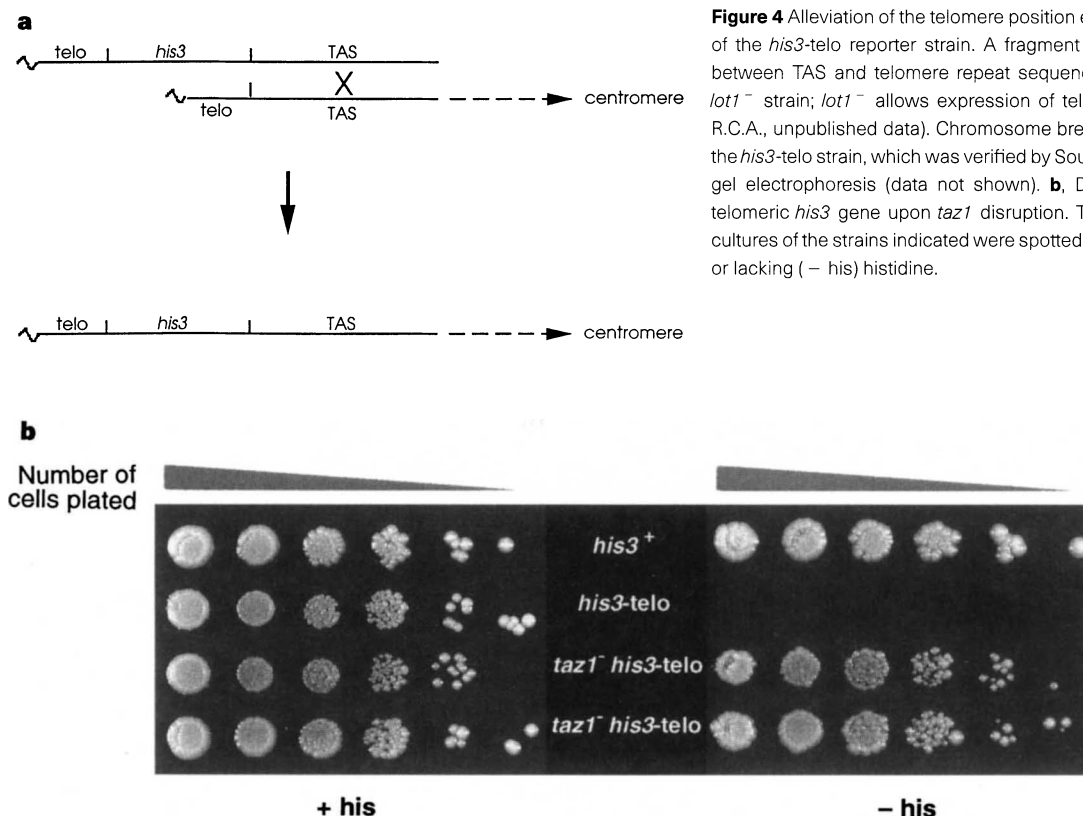 a
telo his3 TAS
telo TAS
centromere
telo his3 TAS
centromere
Figure 4 Alleviation of the telomere position e
of the his3-telo reporter strain. A fragment
between TAS and telomere repeat sequen
lot1⁻ strain; lot1⁻ allows expression of tel
R.C.A., unpublished data). Chromosome bre
the his3-telo strain, which was verified by Sou
gel electrophoresis (data not shown). b, D
telomeric his3 gene upon taz1 disruption. T
cultures of the strains indicated were spotted
or lacking (− his) histidine.
b
Number of
cells plated
his3⁺
his3-telo
taz1⁻ his3-telo
taz1⁻ his3-telo
+ his
− his